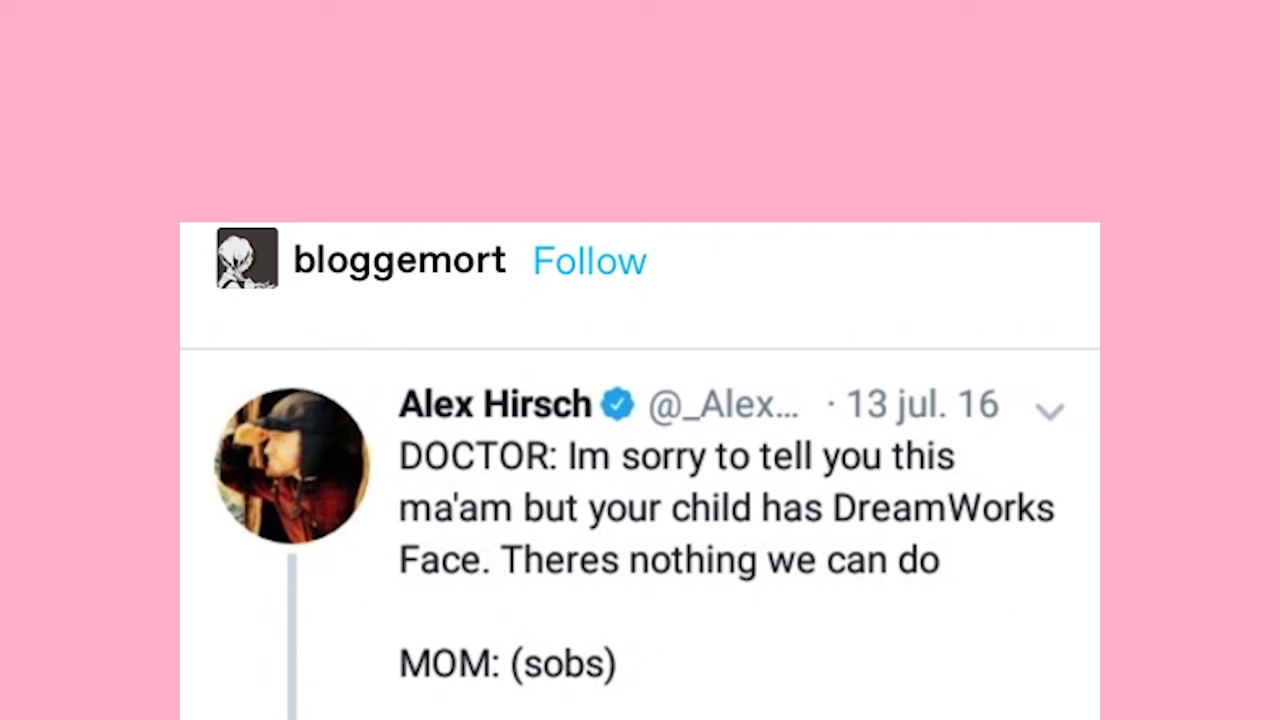 bloggemort Follow
Alex Hirsch @_Alex... · 13 jul. 16
DOCTOR: Im sorry to tell you this
ma'am but your child has DreamWorks
Face. Theres nothing we can do
MOM: (sobs)